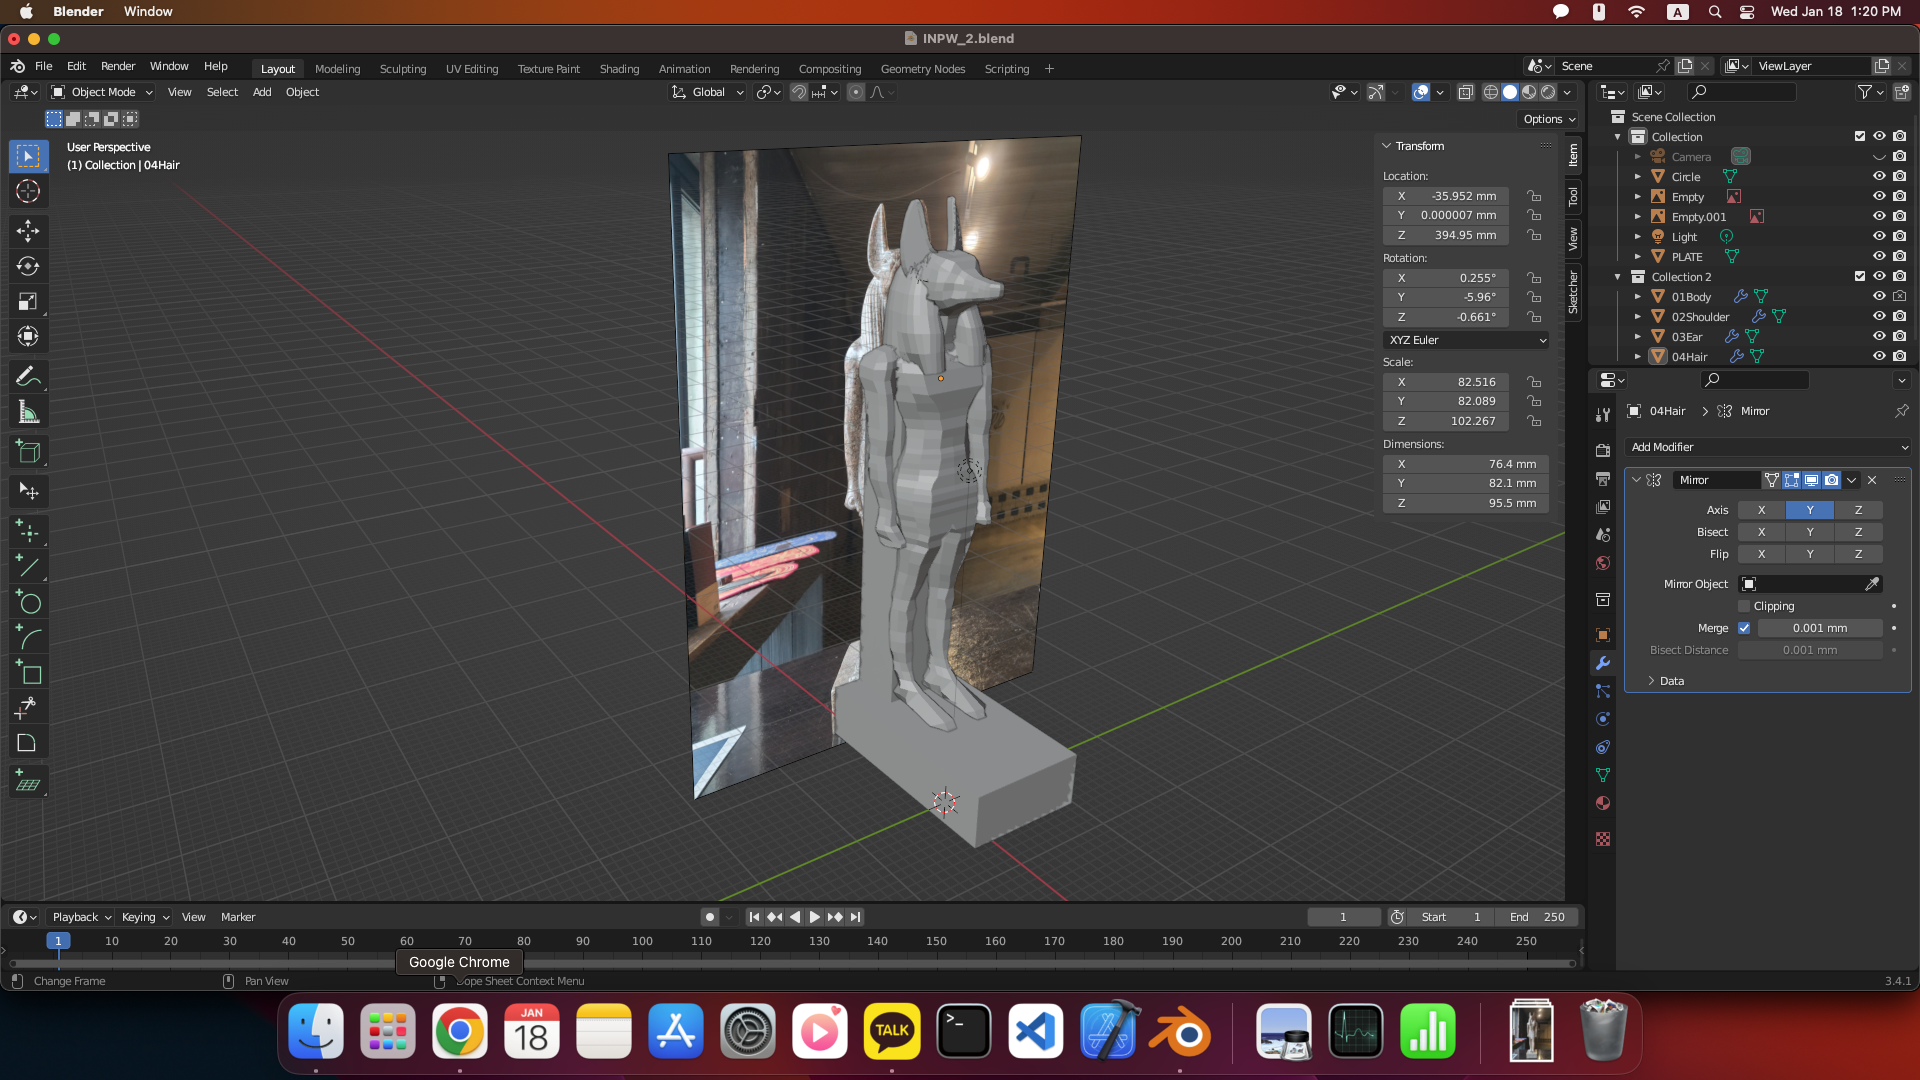 Blender Window A Wed Jan 18 1:20 PM
INPW_2.blend
File Edit Render Window Help Layout Modeling Sculpting UV Editing Texture Paint Shading Animation Rendering Compositing Geometry Nodes Scripting + Scene ViewLayer
Object Mode View Select Add Object Global
Options
User Perspective
(1) Collection | 04Hair
Transform
Location:
X -35.952 mm
Y 0.000007 mm
Z 394.95 mm
Rotation:
X 0.255°
Y -5.96°
Z -0.661°
XYZ Euler
Scale:
X 82.516
Y 82.089
Z 102.267
Dimensions:
X 76.4 mm
Y 82.1 mm
Z 95.5 mm
Item
Tool
View
Sketcher
Scene Collection
Collection
Camera
Circle
Empty
Empty.001
Light
PLATE
Collection 2
01Body
02Shoulder
03Ear
04Hair
04Hair > Mirror
Add Modifier
Mirror
Axis X Y Z
Bisect X Y Z
Flip X Y Z
Mirror Object
Clipping
Merge 0.001 mm
Bisect Distance 0.001 mm
Data
Playback Keying View Marker 1 Start 1 End 250
1 10 20 30 40 50 60 70 80 90 100 110 120 130 140 150 160 170 180 190 200 210 220 230 240 250
Google Chrome
Change Frame Pan View Dope Sheet Context Menu 3.4.1
JAN
18
TALK
>_